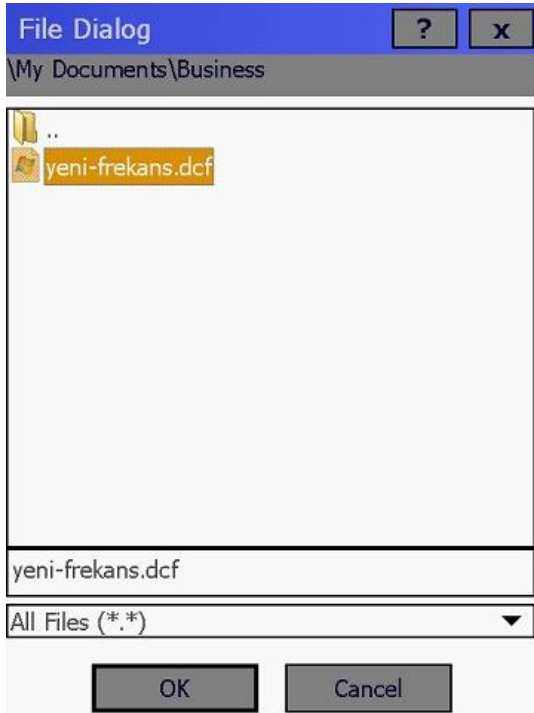 File Dialog ? x
\My Documents\Business
..
yeni-frekans.dcf
yeni-frekans.dcf
All Files (*.*)
OK Cancel